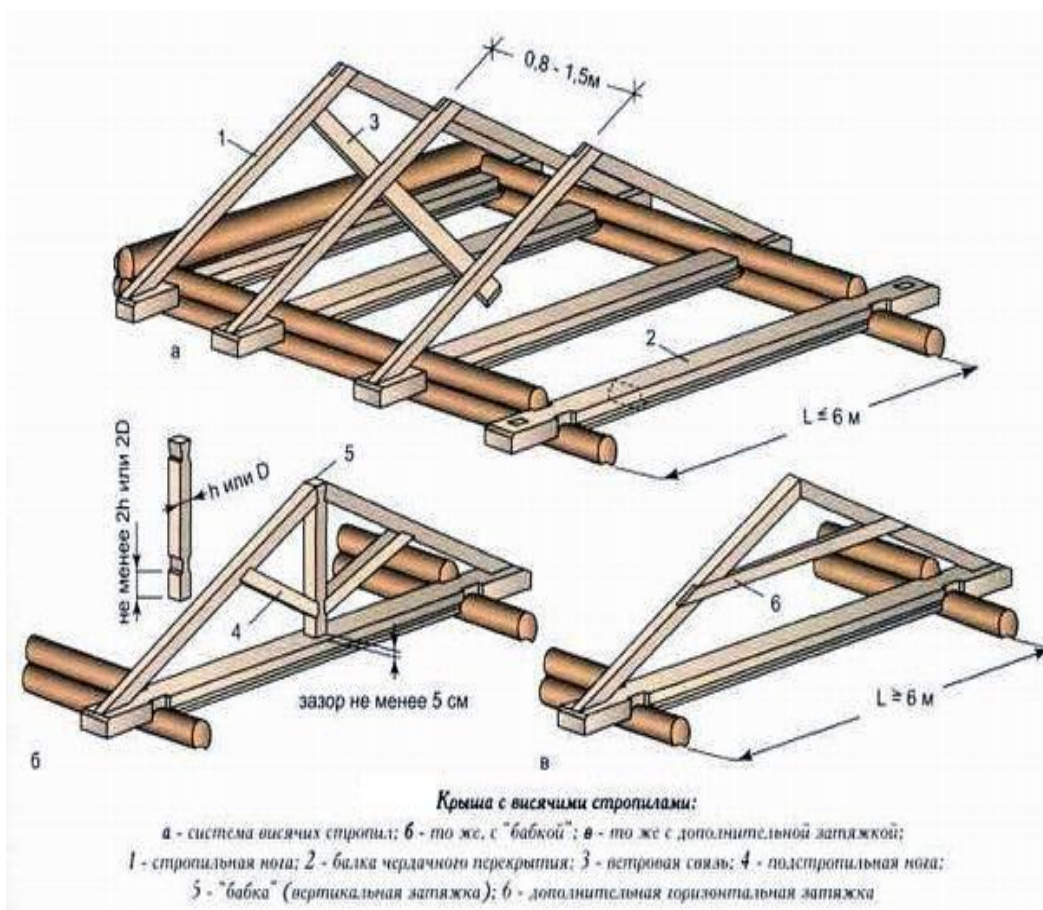 0,8 - 1,5м
1
3
а
2
L ≤ 6 м
не менее 2h или 2D
h или D
5
4
зазор не менее 5 см
б
6
L ≥ 6 м
в
Крыша с висячими стропилами:
а - система висячих стропил; б - то же, с "бабкой"; в - то же с дополнительной затяжкой;
1 - стропильная нога; 2 - балка чердачного перекрытия; 3 - ветровая связь; 4 - подстропильная нога;
5 - "бабка" (вертикальная затяжка); 6 - дополнительная горизонтальная затяжка